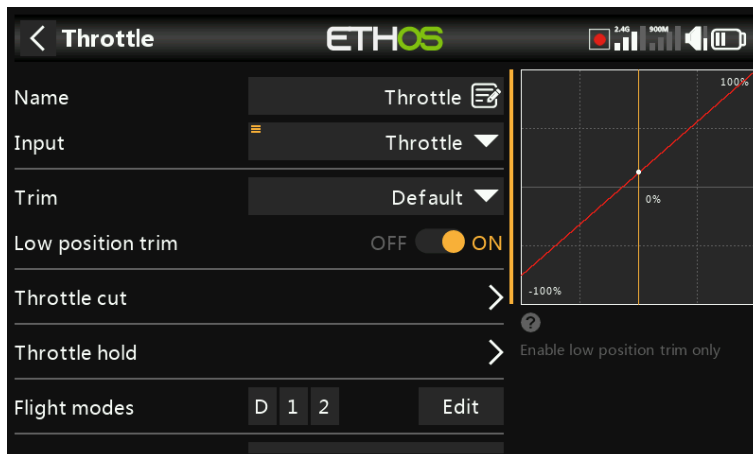 Throttle ETHOS 2.4G 900M
Name Throttle
Input Throttle
Trim Default
Low position trim OFF ON
Throttle cut
Throttle hold
Flight modes D 1 2 Edit
100%
0%
-100%
?
Enable low position trim only